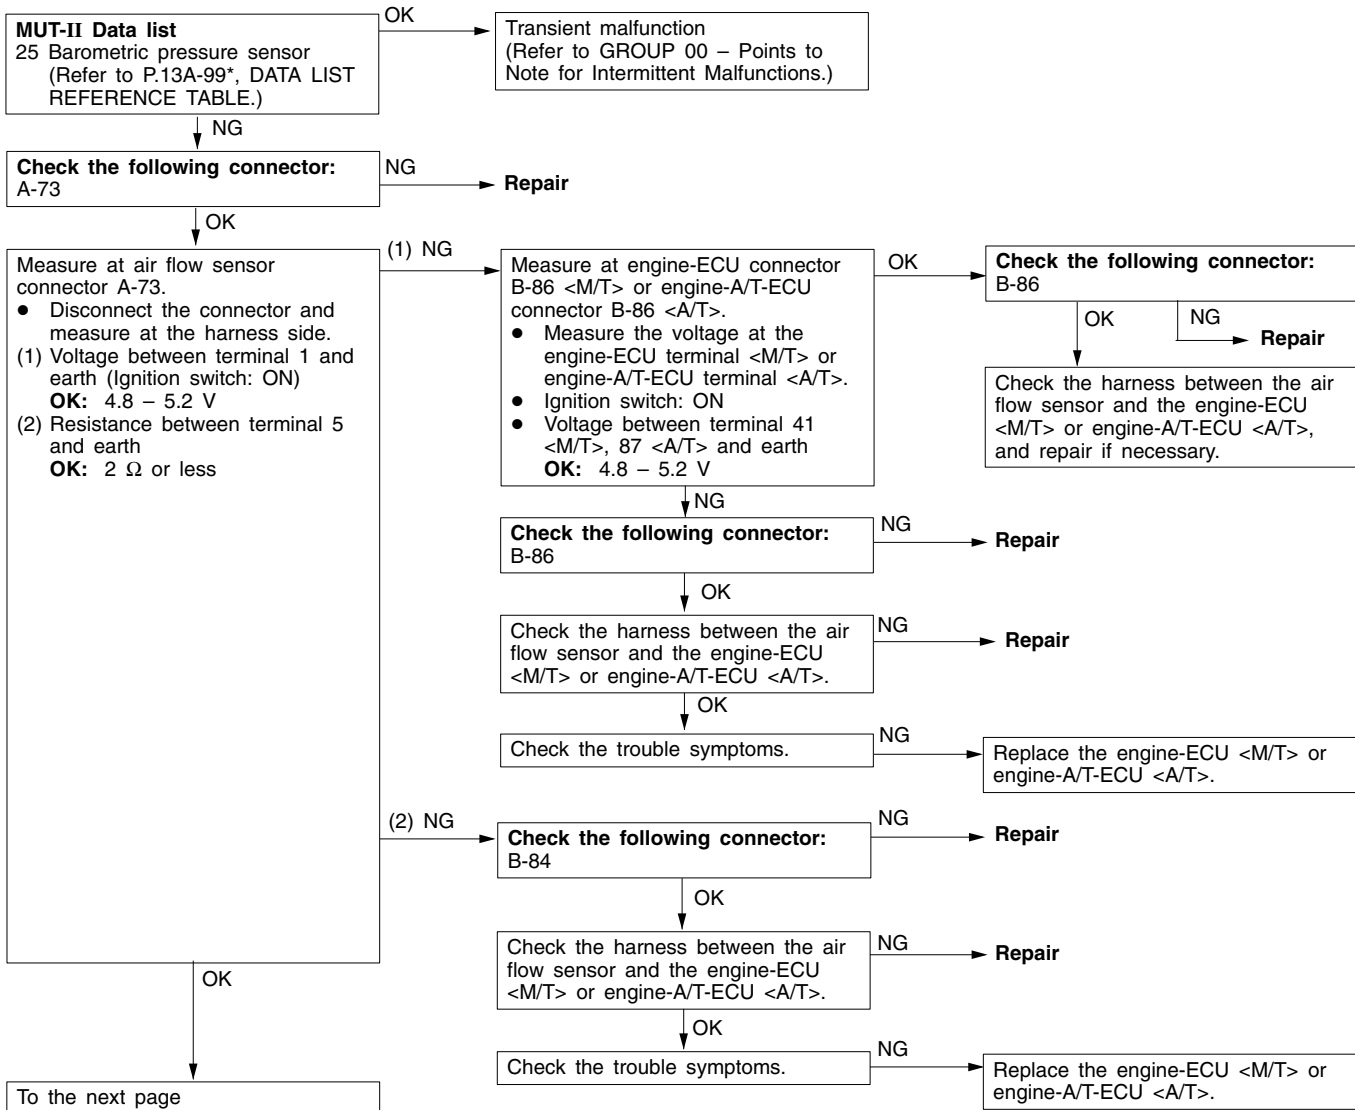 MUT-II Data list
25 Barometric pressure sensor
(Refer to P.13A-99*, DATA LIST
REFERENCE TABLE.)
OK
Transient malfunction
(Refer to GROUP 00 – Points to
Note for Intermittent Malfunctions.)
NG
Check the following connector:
A-73
NG
Repair
OK
Measure at air flow sensor
connector A-73.
● Disconnect the connector and
measure at the harness side.
(1) Voltage between terminal 1 and
earth (Ignition switch: ON)
OK: 4.8 – 5.2 V
(2) Resistance between terminal 5
and earth
OK: 2 Ω or less
(1) NG
Measure at engine-ECU connector
B-86 <M/T> or engine-A/T-ECU
connector B-86 <A/T>.
● Measure the voltage at the
engine-ECU terminal <M/T> or
engine-A/T-ECU terminal <A/T>.
● Ignition switch: ON
● Voltage between terminal 41
<M/T>, 87 <A/T> and earth
OK: 4.8 – 5.2 V
OK
Check the following connector:
B-86
OK
NG
Repair
Check the harness between the air
flow sensor and the engine-ECU
<M/T> or engine-A/T-ECU <A/T>,
and repair if necessary.
NG
Check the following connector:
B-86
NG
Repair
OK
Check the harness between the air
flow sensor and the engine-ECU
<M/T> or engine-A/T-ECU <A/T>.
NG
Repair
OK
Check the trouble symptoms.
NG
Replace the engine-ECU <M/T> or
engine-A/T-ECU <A/T>.
(2) NG
Check the following connector:
B-84
NG
Repair
OK
Check the harness between the air
flow sensor and the engine-ECU
<M/T> or engine-A/T-ECU <A/T>.
NG
Repair
OK
Check the trouble symptoms.
NG
Replace the engine-ECU <M/T> or
engine-A/T-ECU <A/T>.
OK
To the next page